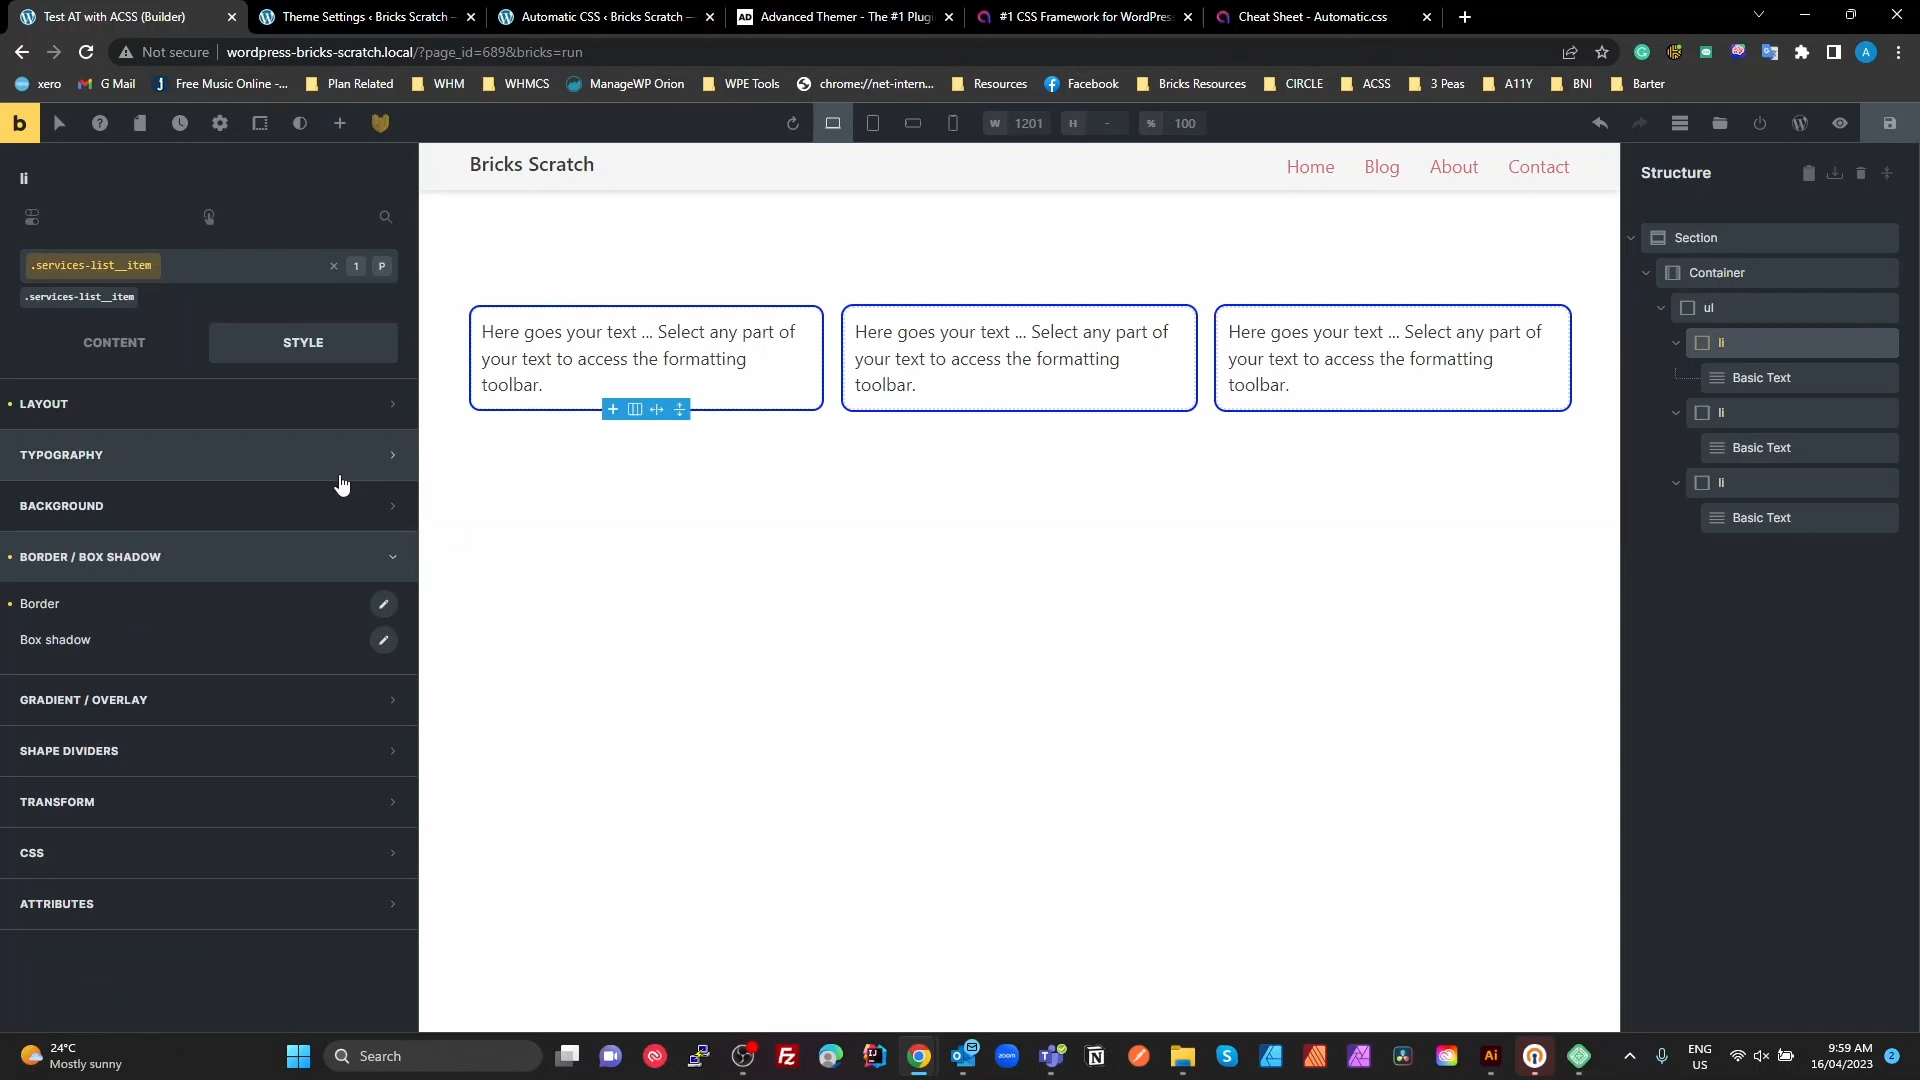 Test AT with ACSS (Builder)
Theme Settings ‹ Bricks Scratch —
Automatic CSS ‹ Bricks Scratch —
AD
Advanced Themer - The #1 Plugi
#1 CSS Framework for WordPress
Cheat Sheet - Automatic.css
Not secure
wordpress-bricks-scratch.local/?page_id=689&bricks=run
xero
G Mail
Free Music Online -...
Plan Related
WHM
WHMCS
ManageWP Orion
WPE Tools
chrome://net-intern...
Resources
Facebook
Bricks Resources
CIRCLE
ACSS
3 Peas
A11Y
BNI
Barter
b
W 1201
H -
% 100
li
.services-list__item
1
P
.services-list__item
CONTENT
STYLE
LAYOUT
TYPOGRAPHY
BACKGROUND
BORDER / BOX SHADOW
Border
Box shadow
GRADIENT / OVERLAY
SHAPE DIVIDERS
TRANSFORM
CSS
ATTRIBUTES
Bricks Scratch
Home
Blog
About
Contact
Here goes your text ... Select any part of
your text to access the formatting
toolbar.
Here goes your text ... Select any part of
your text to access the formatting
toolbar.
Here goes your text ... Select any part of
your text to access the formatting
toolbar.
Structure
Section
Container
ul
li
Basic Text
li
Basic Text
li
Basic Text
24°C
Mostly sunny
Search
ENG
US
9:59 AM
16/04/2023
2